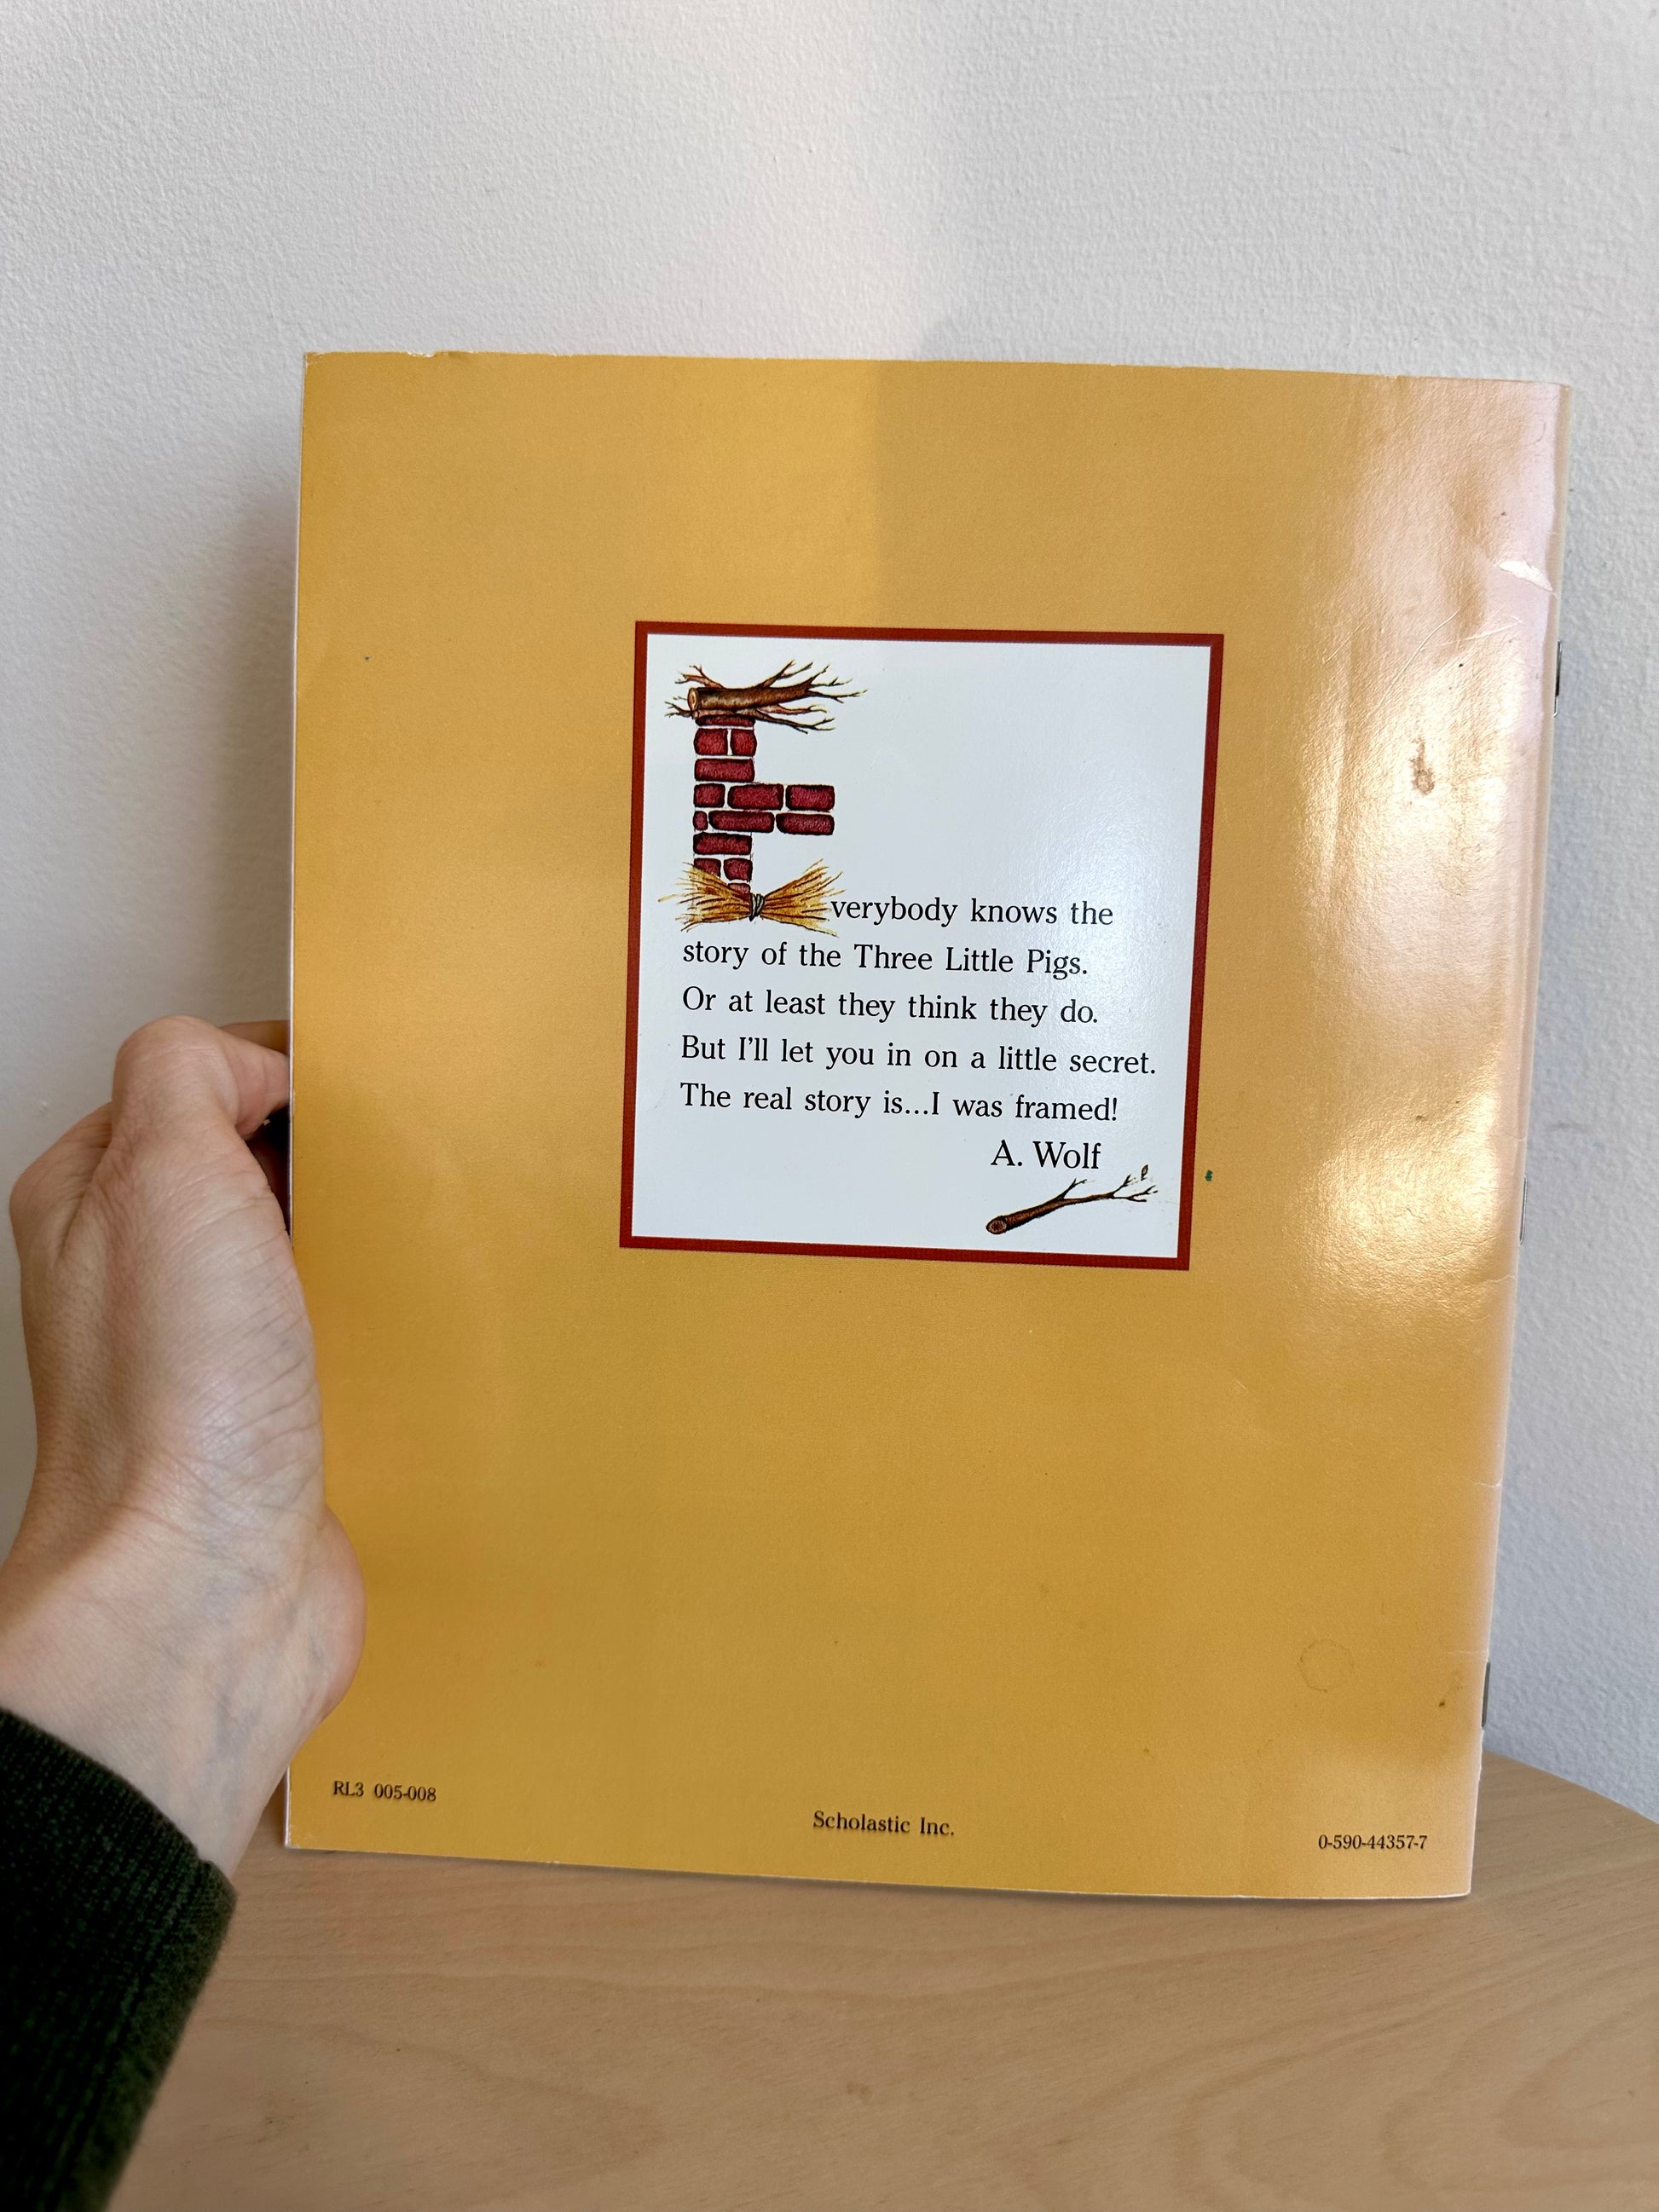 Everybody knows the
story of the Three Little Pigs.
Or at least they think they do.
But I'll let you in on a little secret.
The real story is...I was framed!
A. Wolf
RL3 005-008
Scholastic Inc.
0-590-44357-7